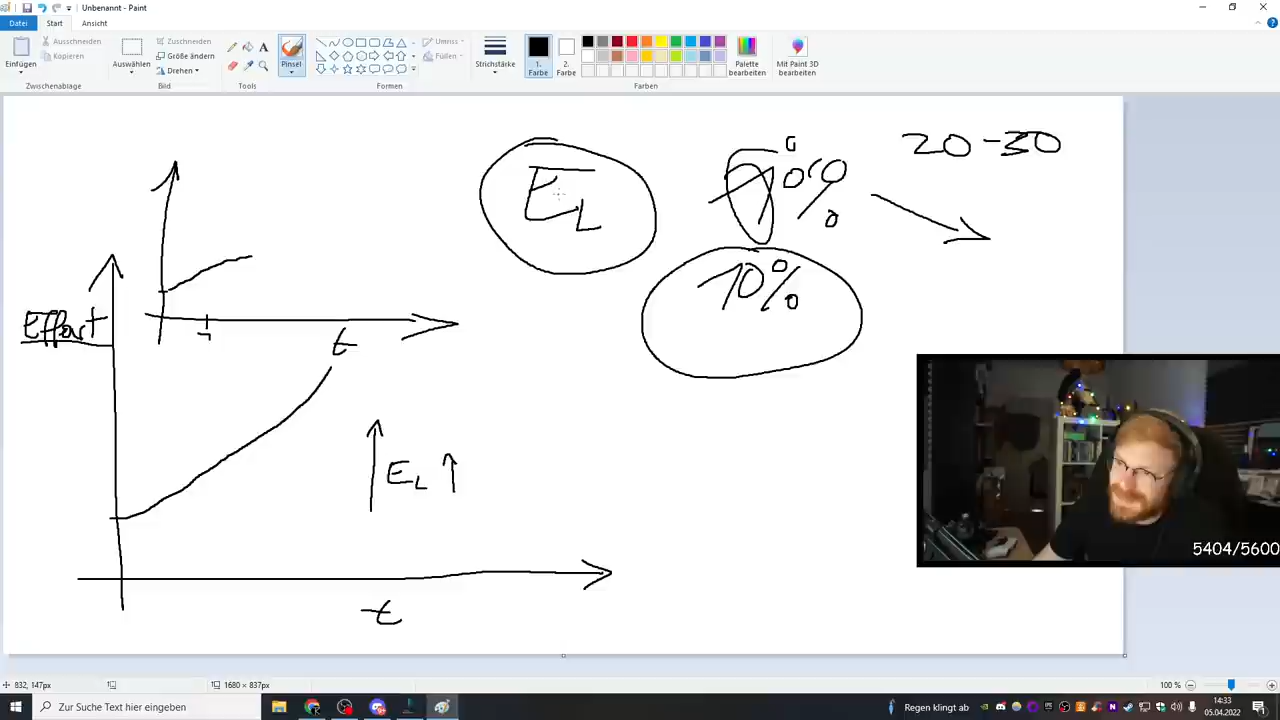 Unbenannt - Paint
Datei Start Ansicht
Einfügen
Ausschneiden
Kopieren
Zwischenablage
Auswählen
Zuschneiden
Größe ändern
Drehen
Bild
Tools
Pinsel
Formen
Umriss
Füllen
Strichstärke
1. Farbe
2. Farbe
Farben
Palette bearbeiten
Mit Paint 3D bearbeiten
20-30
EL
10%
Effort
t
EL
t
5404/5600
832, 147px
1680 × 837px
100 %
Zur Suche Text hier eingeben
Regen klingt ab
14:33
05.04.2022